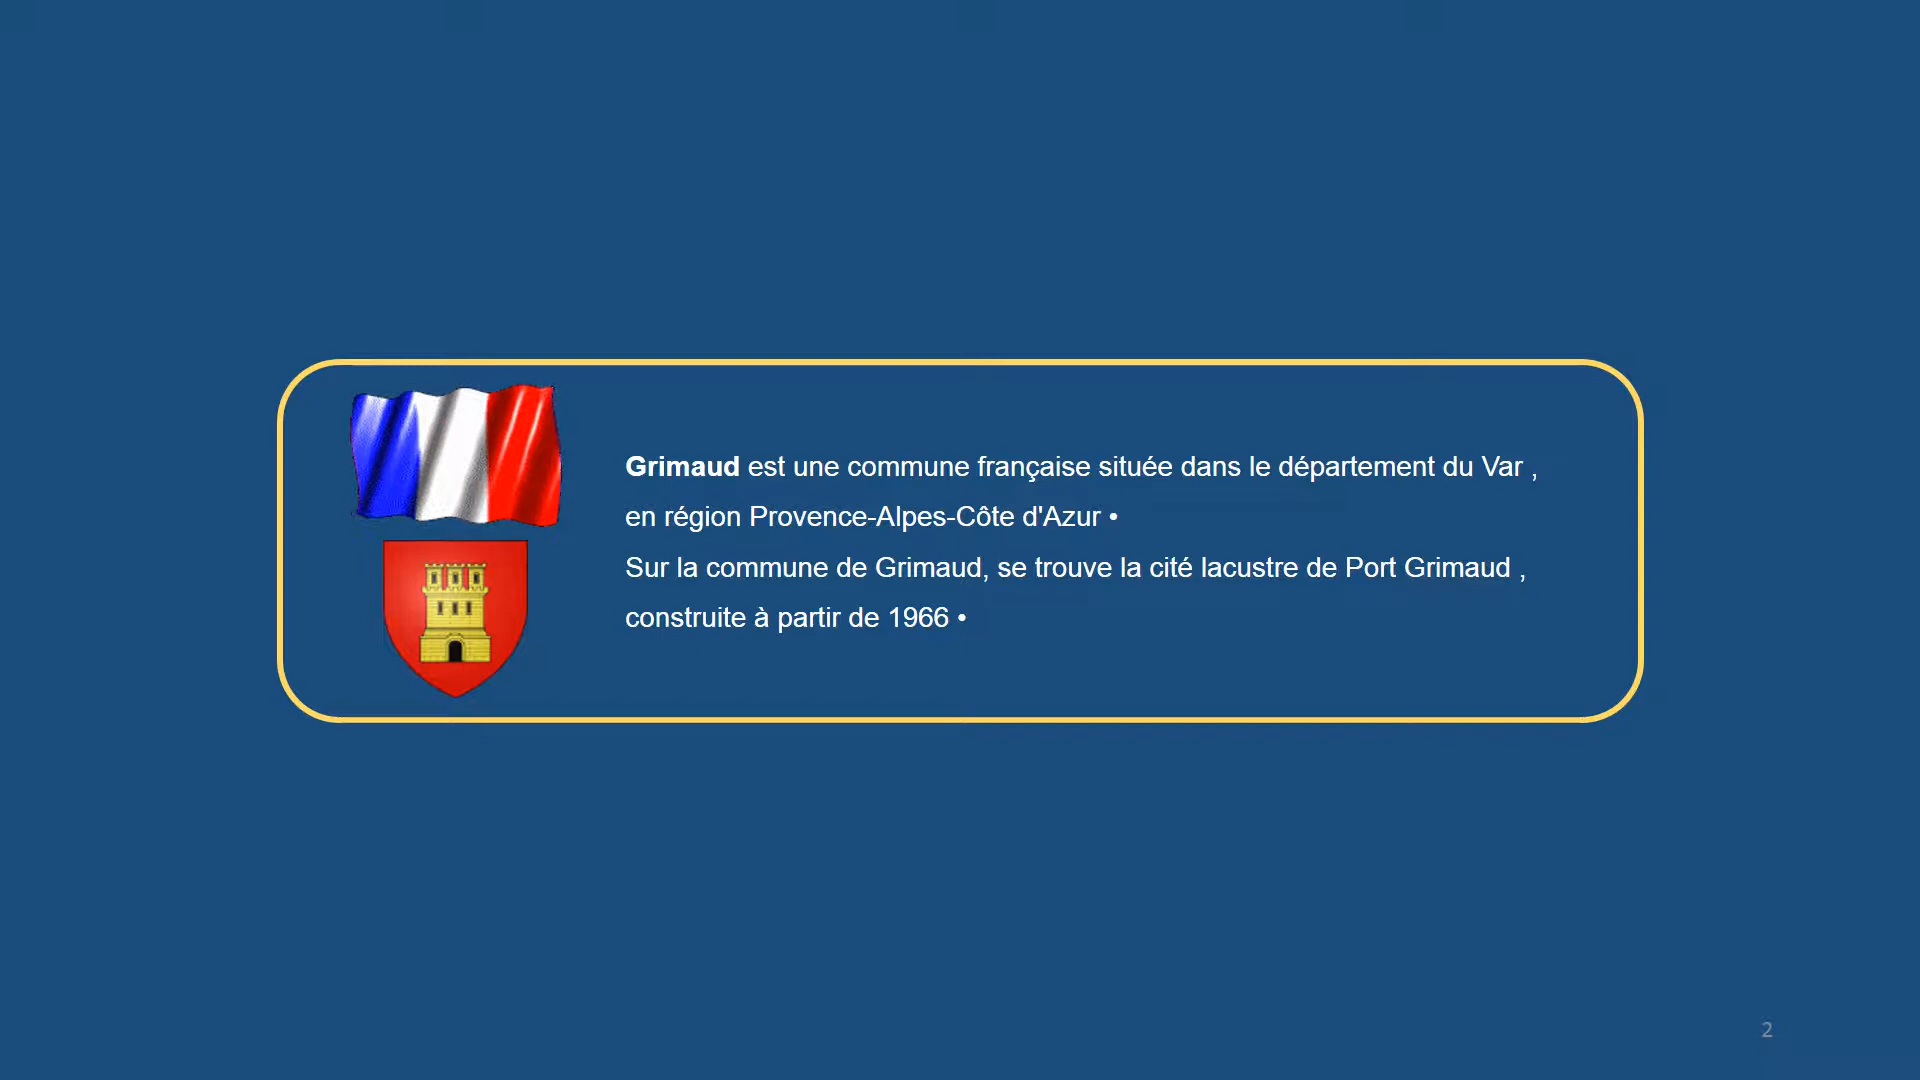 Grimaud est une commune française située dans le département du Var ,
en région Provence-Alpes-Côte d'Azur •
Sur la commune de Grimaud, se trouve la cité lacustre de Port Grimaud ,
construite à partir de 1966 •
2